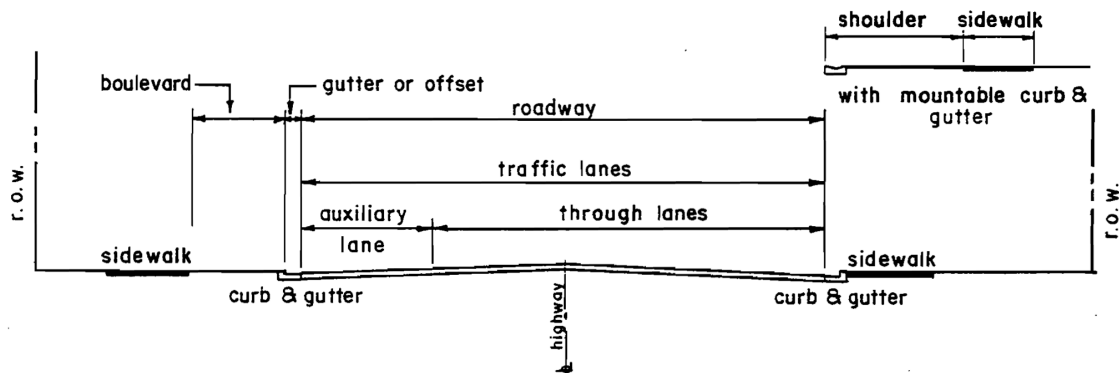 shoulder sidewalk
boulevard gutter or offset
with mountable curb &
gutter
roadway
traffic lanes
r.o.w.
r.o.w.
auxiliary
lane
through lanes
sidewalk
sidewalk
curb & gutter
curb & gutter
highway